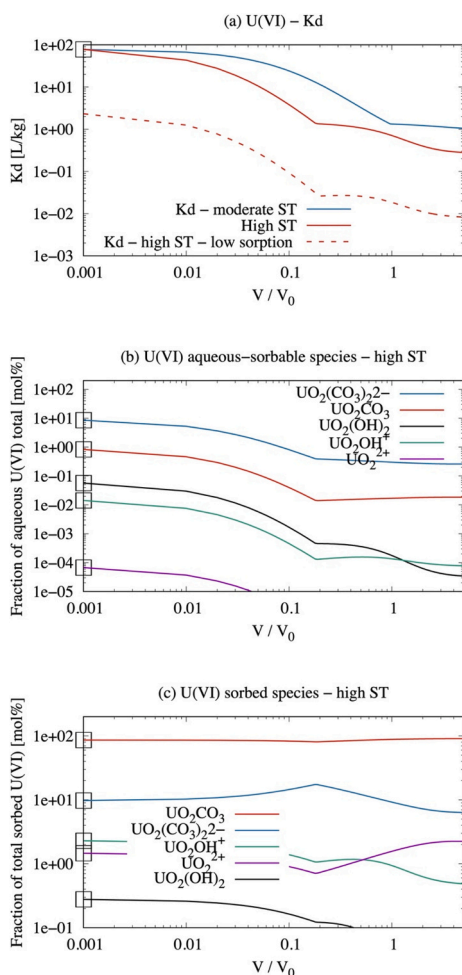 (a) U(VI) − Kd
1e+02
1e+01
1e+00
1e−01
1e−02
1e−03
Kd [L/kg]
Kd − moderate ST
High ST
Kd − high ST − low sorption
0.001 0.01 0.1 1
V / V0
(b) U(VI) aqueous−sorbable species − high ST
1e+02
1e+01
1e+00
1e−01
1e−02
1e−03
1e−04
1e−05
Fraction of aqueous U(VI) total [mol%]
UO2(CO3)22−
UO2CO3
UO2(OH)2
UO2OH+
UO22+
0.001 0.01 0.1 1
V / V0
(c) U(VI) sorbed species − high ST
1e+02
1e+01
1e+00
1e−01
Fraction of total sorbed U(VI) [mol%]
UO2CO3
UO2(CO3)22−
UO2OH+
UO22+
UO2(OH)2
0.001 0.01 0.1 1
V / V0